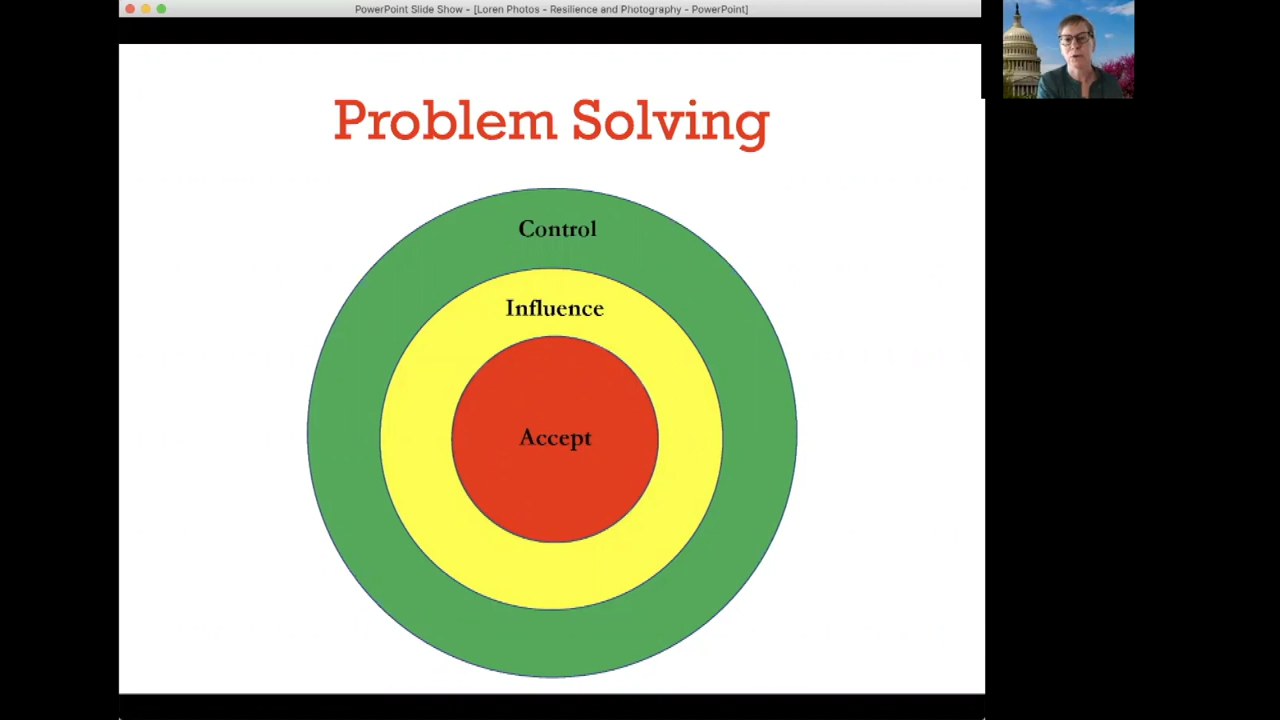 PowerPoint Slide Show - [Loren Photos - Resilience and Photography - PowerPoint]
Problem Solving
Control
Influence
Accept